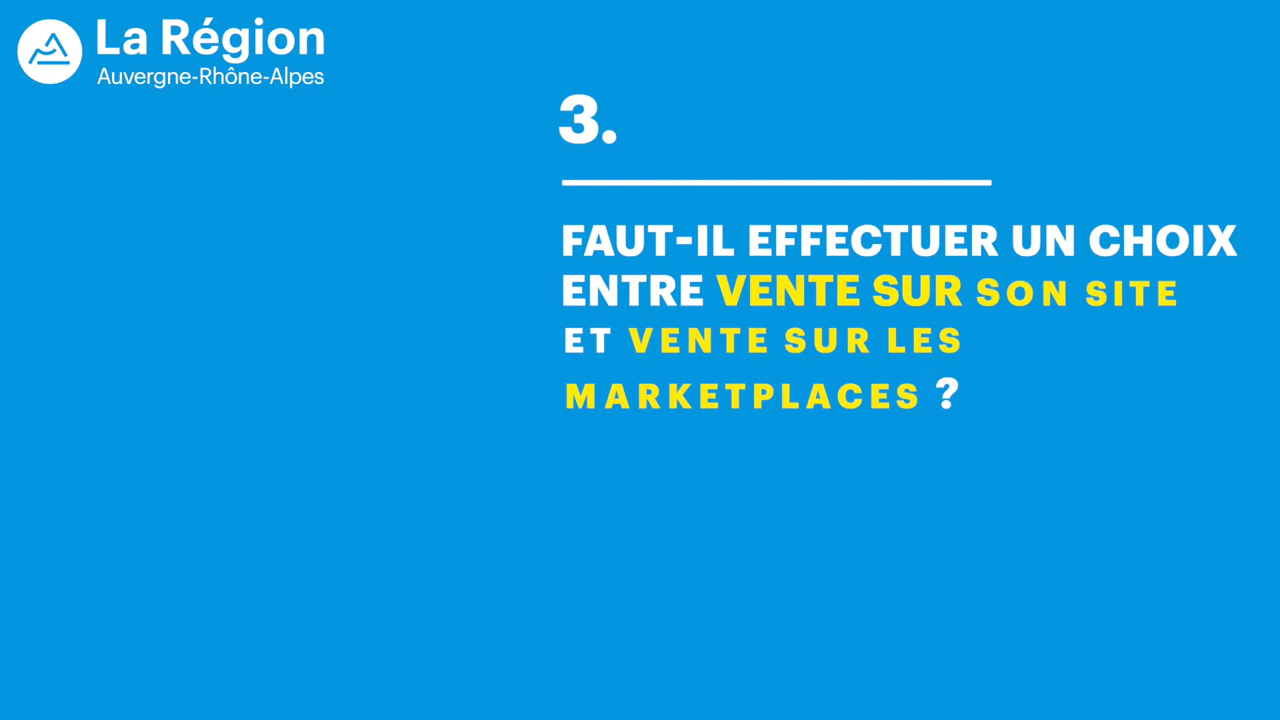 La Région
Auvergne-Rhône-Alpes
3.
FAUT-IL EFFECTUER UN CHOIX
ENTRE VENTE SUR SON SITE
ET VENTE SUR LES
MARKETPLACES ?